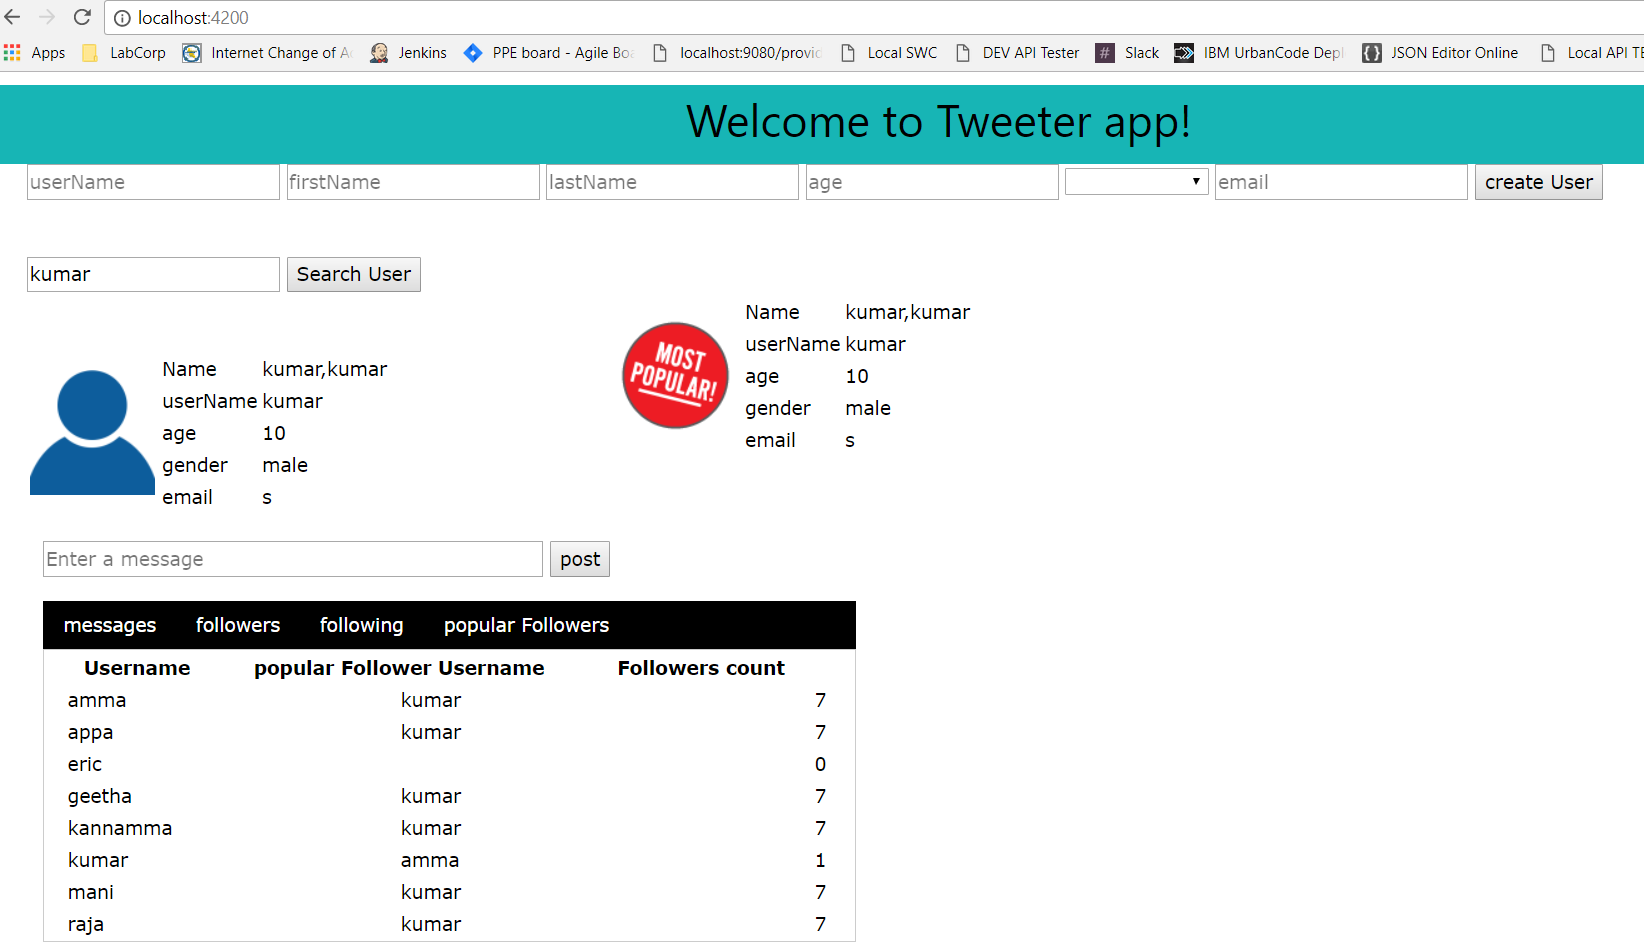 localhost:4200
Apps LabCorp Internet Change of Ac Jenkins PPE board - Agile Boa localhost:9080/provid Local SWC DEV API Tester # Slack IBM UrbanCode Depl {} JSON Editor Online Local API TE
Welcome to Tweeter app!
userName firstName lastName age email create User
kumar Search User
MOST
POPULAR!
Name kumar,kumar
userName kumar
age 10
gender male
email s
Name kumar,kumar
userName kumar
age 10
gender male
email s
Enter a message post
messages followers following popular Followers
Username popular Follower Username Followers count
amma kumar 7
appa kumar 7
eric 0
geetha kumar 7
kannamma kumar 7
kumar amma 1
mani kumar 7
raja kumar 7